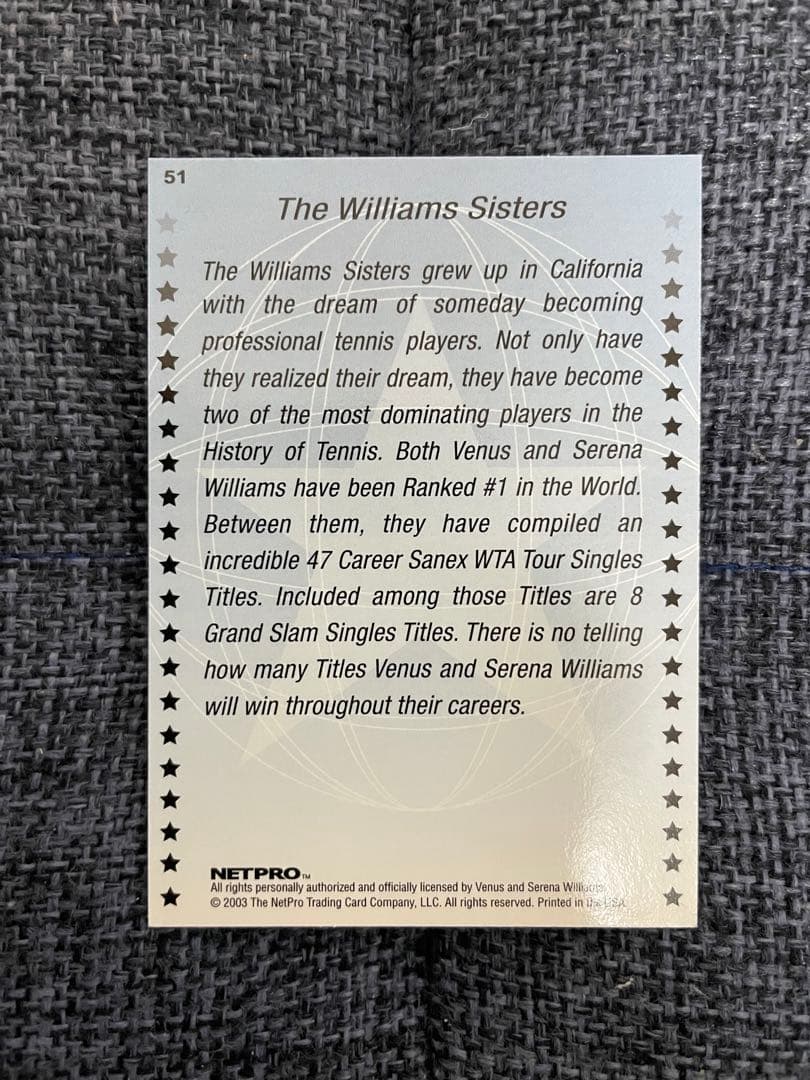 51
The Williams Sisters
The Williams Sisters grew up in California
with the dream of someday becoming
professional tennis players. Not only have
they realized their dream, they have become
two of the most dominating players in the
History of Tennis. Both Venus and Serena
Williams have been Ranked #1 in the World.
Between them, they have compiled an
incredible 47 Career Sanex WTA Tour Singles
Titles. Included among those Titles are 8
Grand Slam Singles Titles. There is no telling
how many Titles Venus and Serena Williams
will win throughout their careers.
NETPRO™
All rights personally authorized and officially licensed by Venus and Serena Williams
© 2003 The NetPro Trading Card Company, LLC. All rights reserved. Printed in the USA